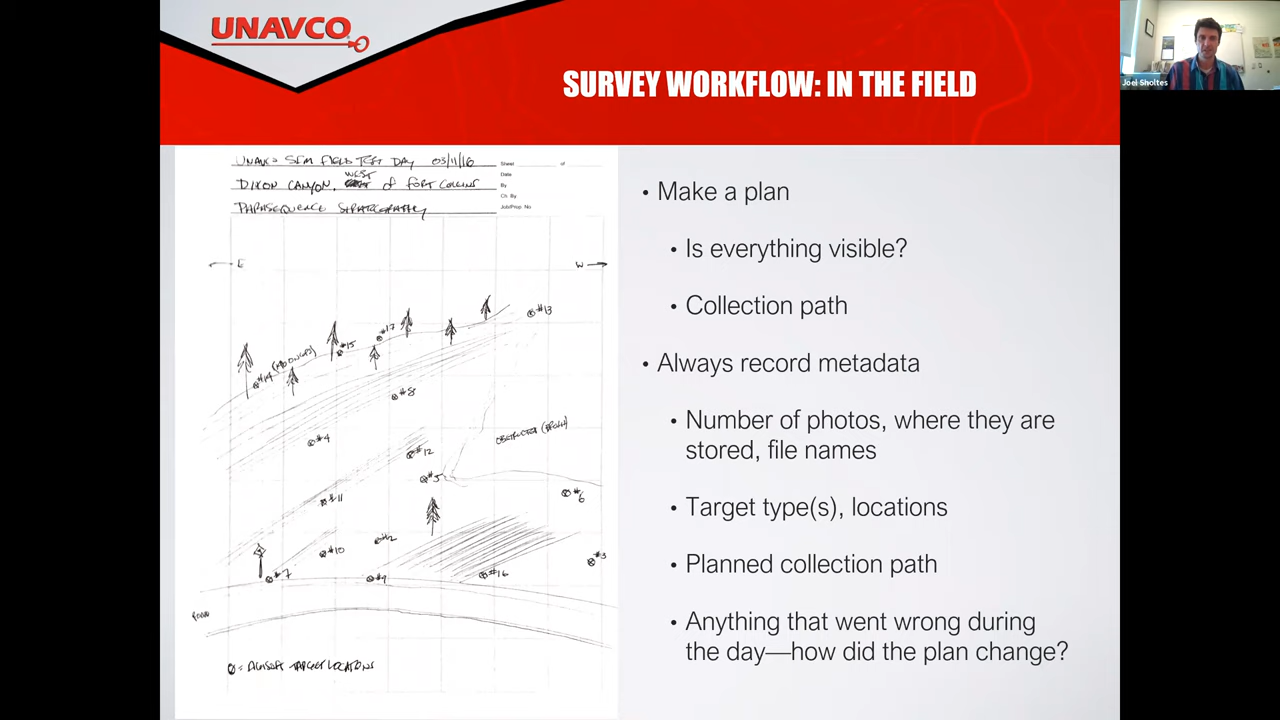 UNAVCO
SURVEY WORKFLOW: IN THE FIELD
Joel Sholtes
UNAVCO SFM FIELD TEST DAY 03/11/16
DIXON CANYON, WEST OF FORT COLLINS
Sheet of
Date
By
Ch By
Job/Prop. No
E
W
#13
#17
#15
#14
#8
#4
#12
OBSTRUCTED
#5
#11
#6
#10
#2
#3
#7
#9
#16
ROAD
= AGISOFT TARGET LOCATIONS
• Make a plan
• Is everything visible?
• Collection path
• Always record metadata
• Number of photos, where they are
stored, file names
• Target type(s), locations
• Planned collection path
• Anything that went wrong during
the day—how did the plan change?